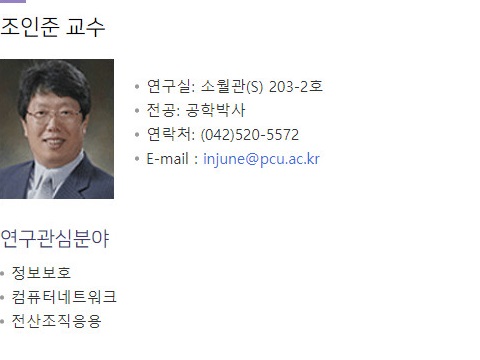 조인준 교수
연구실: 소월관(S) 203-2호
전공: 공학박사
연락처: (042)520-5572
E-mail : injune@pcu.ac.kr
연구관심분야
정보보호
컴퓨터네트워크
전산조직응용